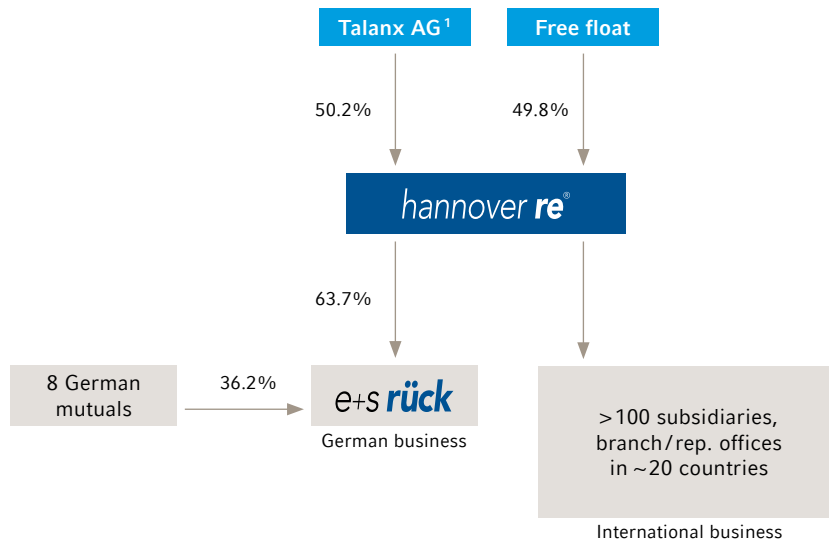 Talanx AG¹
Free float
50.2%
49.8%
hannover re®
63.7%
8 German
mutuals
36.2%
e+s rück
German business
>100 subsidiaries,
branch/rep. offices
in ~20 countries
International business